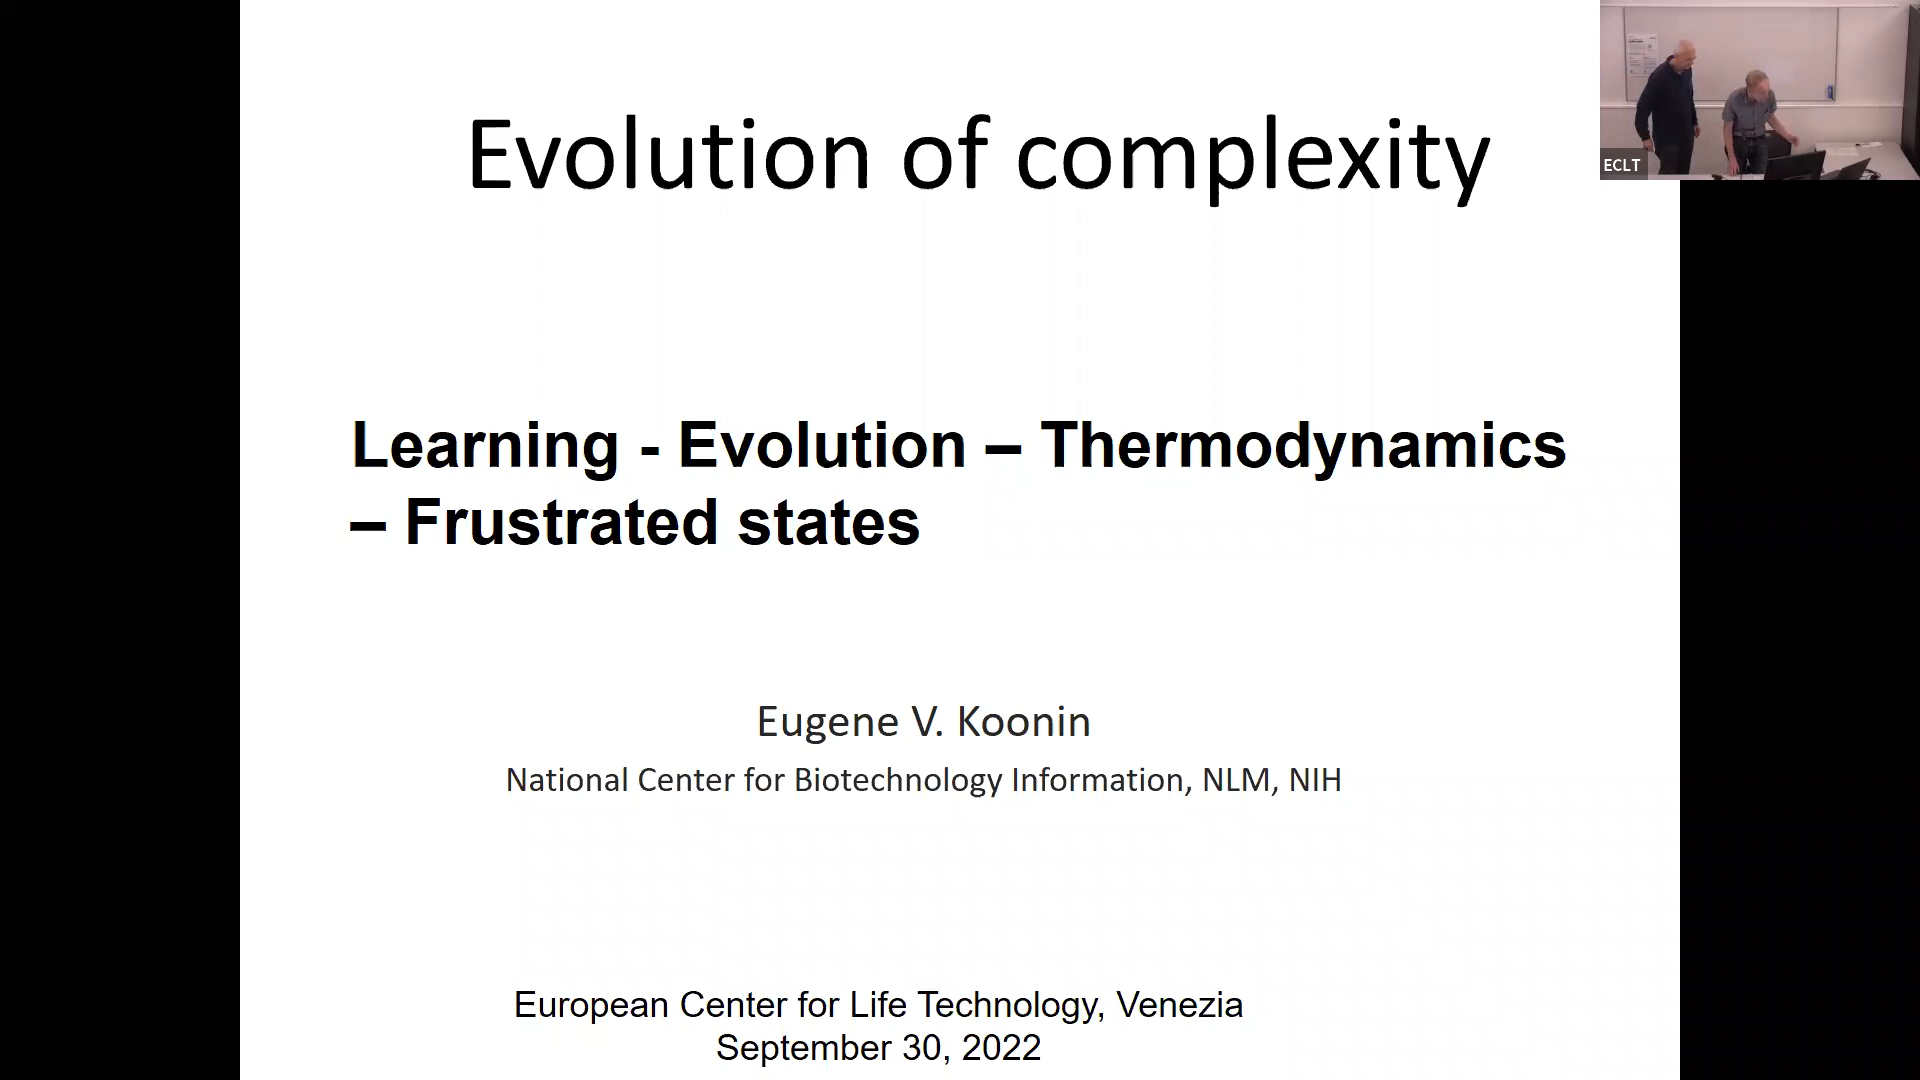 Evolution of complexity
Learning - Evolution – Thermodynamics
– Frustrated states
Eugene V. Koonin
National Center for Biotechnology Information, NLM, NIH
European Center for Life Technology, Venezia
September 30, 2022
ECLT